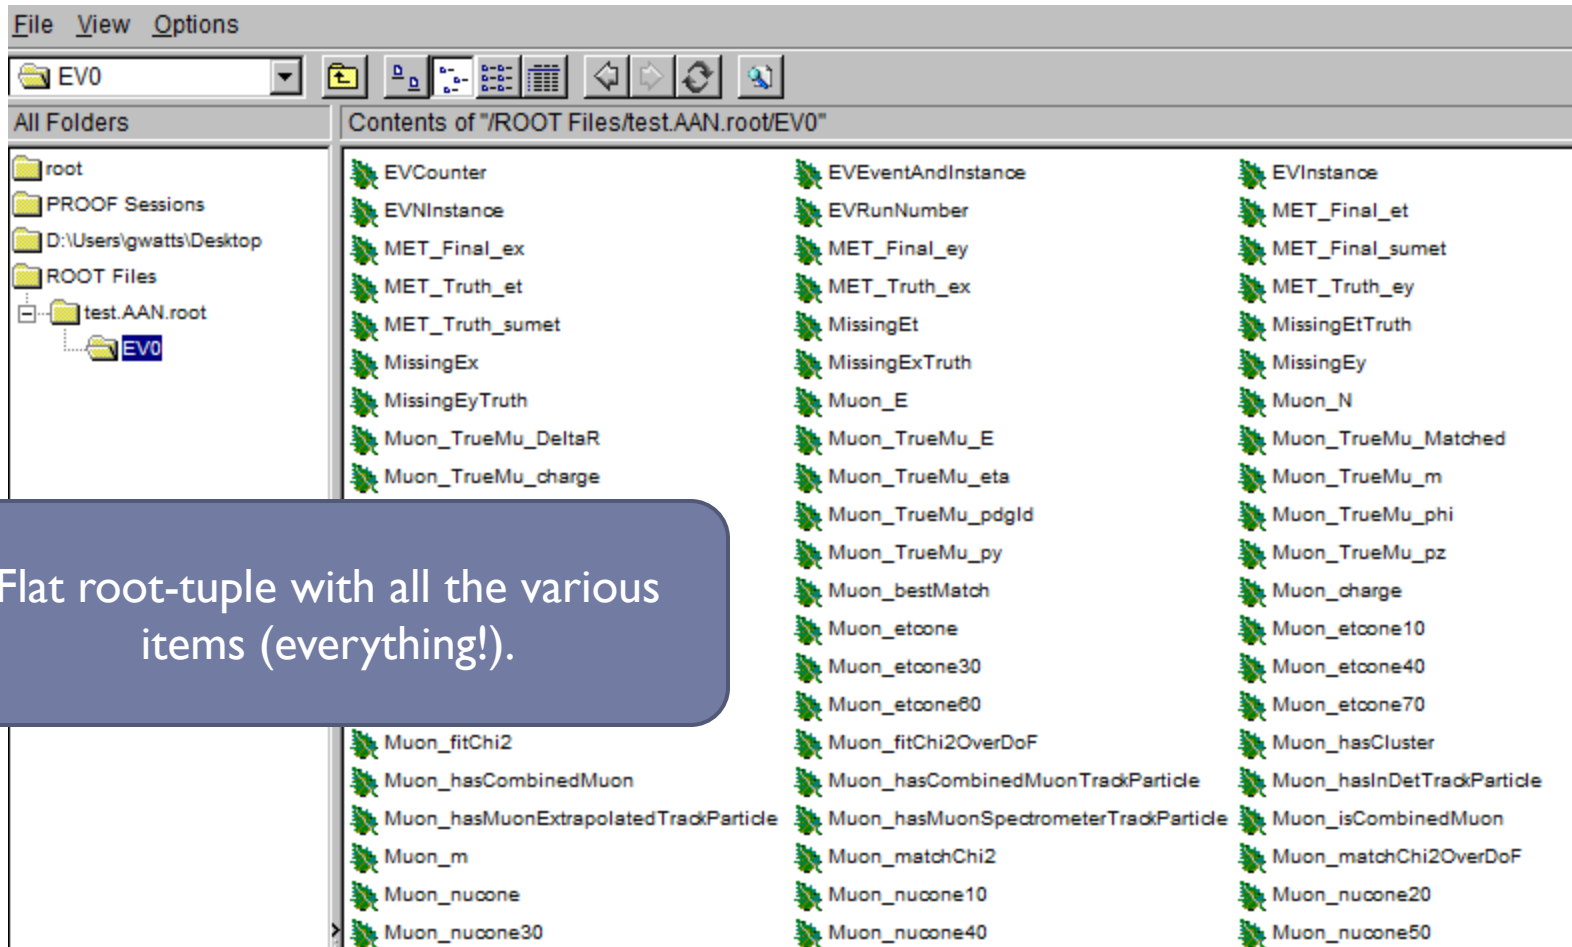 File View Options
EV0
All Folders
Contents of "/ROOT Files/test.AAN.root/EV0"
root
PROOF Sessions
D:\Users\gwatts\Desktop
ROOT Files
test.AAN.root
EV0
EVCounter EVEventAndInstance EVInstance
EVNInstance EVRunNumber MET_Final_et
MET_Final_ex MET_Final_ey MET_Final_sumet
MET_Truth_et MET_Truth_ex MET_Truth_ey
MET_Truth_sumet MissingEt MissingEtTruth
MissingEx MissingExTruth MissingEy
MissingEyTruth Muon_E Muon_N
Muon_TrueMu_DeltaR Muon_TrueMu_E Muon_TrueMu_Matched
Muon_TrueMu_charge Muon_TrueMu_eta Muon_TrueMu_m
Muon_TrueMu_pdgId Muon_TrueMu_phi
Muon_TrueMu_py Muon_TrueMu_pz
Muon_bestMatch Muon_charge
Muon_etcone Muon_etcone10
Muon_etcone30 Muon_etcone40
Muon_etcone60 Muon_etcone70
Flat root-tuple with all the various
items (everything!).
Muon_fitChi2 Muon_fitChi2OverDoF Muon_hasCluster
Muon_hasCombinedMuon Muon_hasCombinedMuonTrackParticle Muon_hasInDetTrackParticle
Muon_hasMuonExtrapolatedTrackParticle Muon_hasMuonSpectrometerTrackParticle Muon_isCombinedMuon
Muon_m Muon_matchChi2 Muon_matchChi2OverDoF
Muon_nucone Muon_nucone10 Muon_nucone20
Muon_nucone30 Muon_nucone40 Muon_nucone50